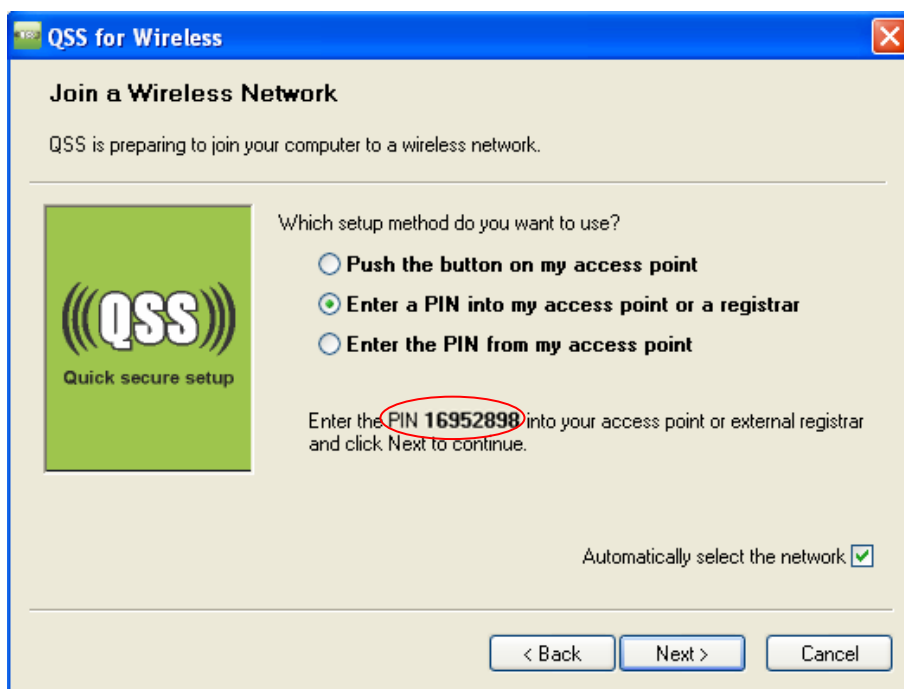 QSS for Wireless
Join a Wireless Network
QSS is preparing to join your computer to a wireless network.
Which setup method do you want to use?
Push the button on my access point
Enter a PIN into my access point or a registrar
Enter the PIN from my access point
(((QSS)))
Quick secure setup
Enter the PIN 16952898 into your access point or external registrar
and click Next to continue.
Automatically select the network
< Back
Next >
Cancel